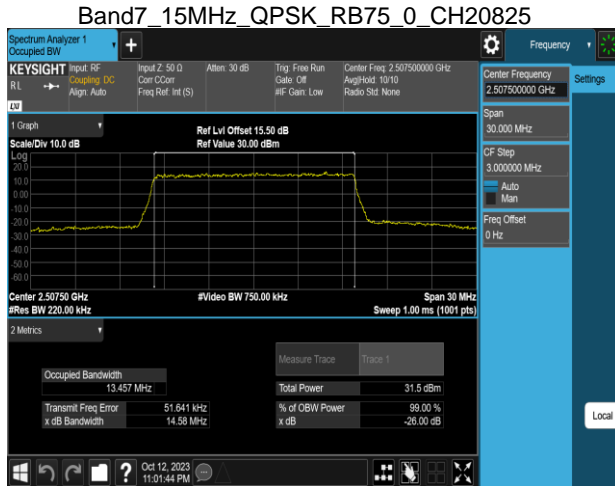 Band7_15MHz_QPSK_RB75_0_CH20825
Spectrum Analyzer 1
Occupied BW
Frequency
KEYSIGHT
R L
LXI
Input: RF
Coupling: DC
Align: Auto
Input Z: 50 Ω
Corr CCorr
Freq Ref: Int (S)
Atten: 30 dB
Trig: Free Run
Gate: Off
#IF Gain: Low
Center Freq: 2.507500000 GHz
Avg|Hold: 10/10
Radio Std: None
Center Frequency
2.507500000 GHz
Settings
Span
30.000 MHz
CF Step
3.000000 MHz
Auto
Man
Freq Offset
0 Hz
1 Graph
Scale/Div 10.0 dB
Ref Lvl Offset 15.50 dB
Ref Value 30.00 dBm
Log
20.0
10.0
0.00
-10.0
-20.0
-30.0
-40.0
-50.0
-60.0
Center 2.50750 GHz
#Res BW 220.00 kHz
#Video BW 750.00 kHz
Span 30 MHz
Sweep 1.00 ms (1001 pts)
2 Metrics
Measure Trace Trace 1
Occupied Bandwidth
13.457 MHz
Total Power 31.5 dBm
Transmit Freq Error 51.641 kHz
% of OBW Power 99.00 %
x dB Bandwidth 14.58 MHz
x dB -26.00 dB
Local
?
Oct 12, 2023
11:01:44 PM